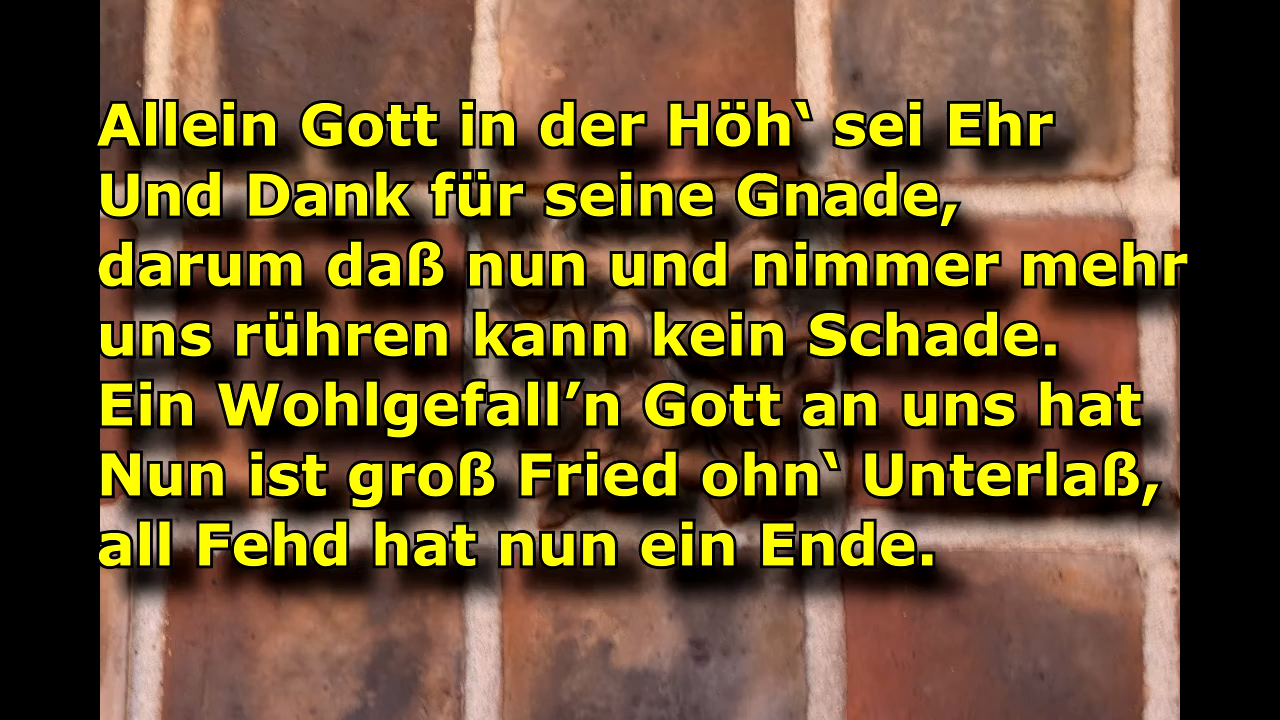 Allein Gott in der Höh‘ sei Ehr
Und Dank für seine Gnade,
darum daß nun und nimmer mehr
uns rühren kann kein Schade.
Ein Wohlgefall’n Gott an uns hat
Nun ist groß Fried ohn‘ Unterlaß,
all Fehd hat nun ein Ende.